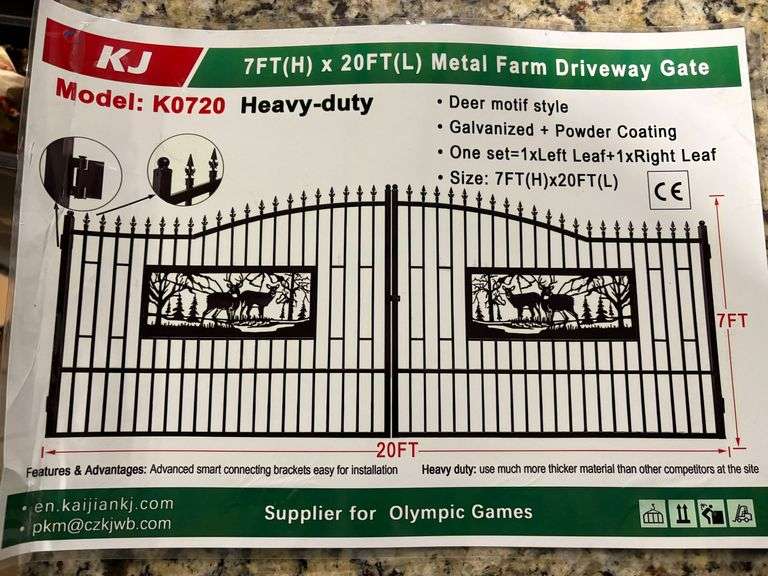 KJ
7FT(H) x 20FT(L) Metal Farm Driveway Gate
Model: K0720 Heavy-duty
• Deer motif style
• Galvanized + Powder Coating
• One set=1xLeft Leaf+1xRight Leaf
• Size: 7FT(H)x20FT(L)
CE
7FT
20FT
Features & Advantages: Advanced smart connecting brackets easy for installation
Heavy duty: use much more thicker material than other competitors at the site
• en.kaijiankj.com
• pkm@czkjwb.com
Supplier for Olympic Games